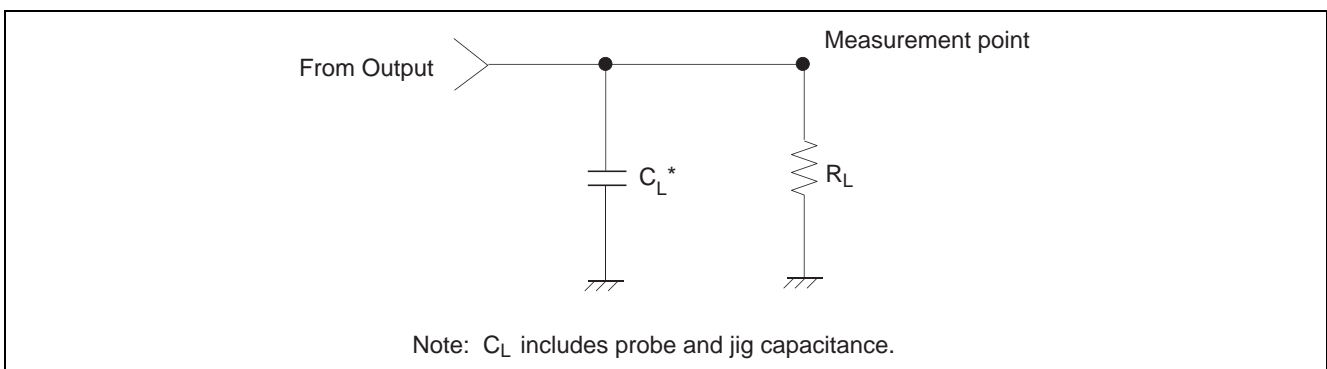 Measurement point
From Output
CL*
RL
Note: CL includes probe and jig capacitance.